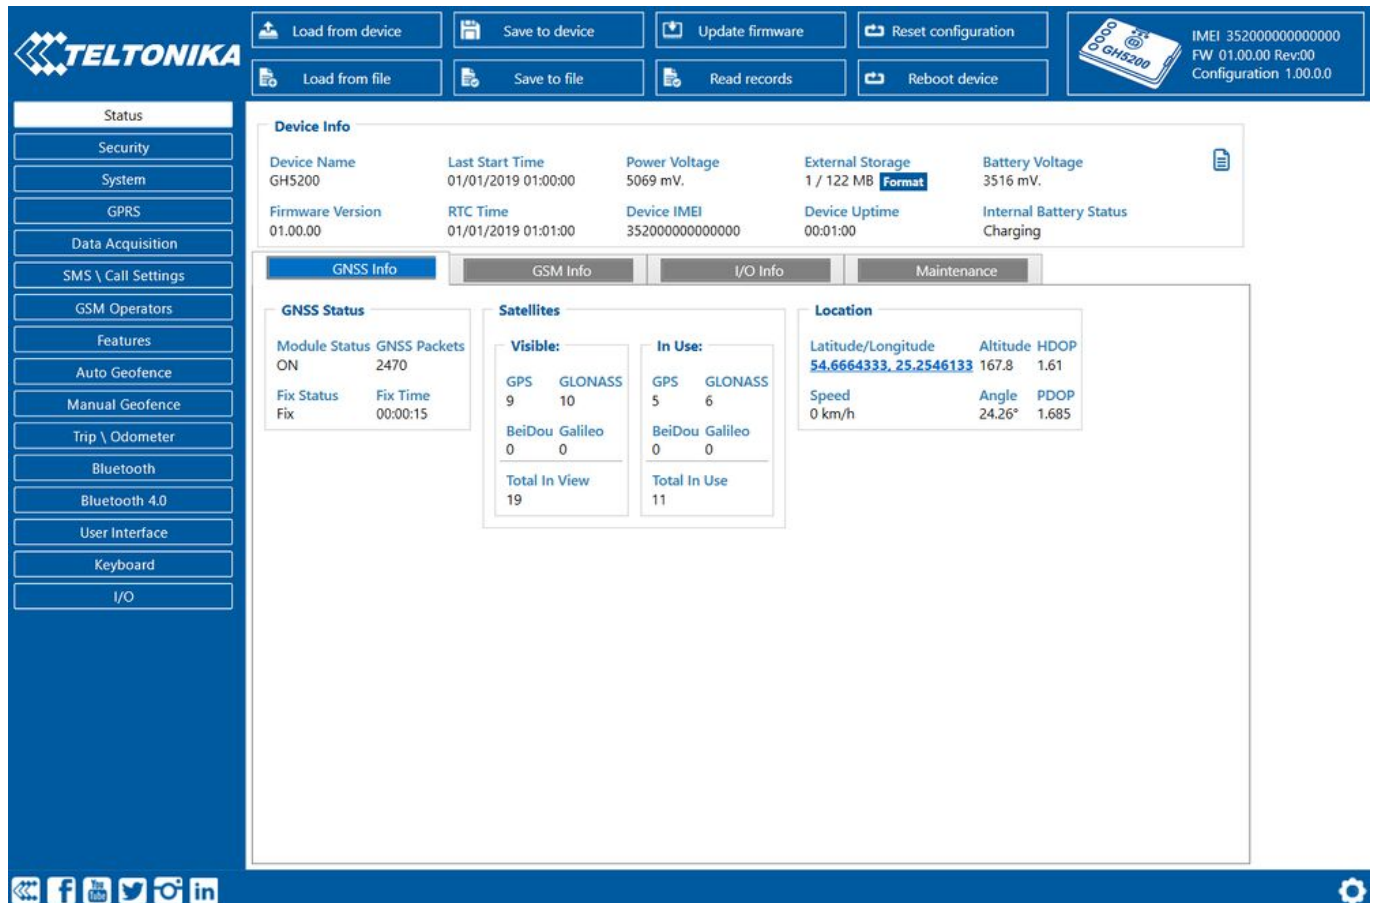 TELTONIKA
Load from device
Save to device
Update firmware
Reset configuration
Load from file
Save to file
Read records
Reboot device
GH5200
IMEI 352000000000000
FW 01.00.00 Rev:00
Configuration 1.00.0.0
Status
Security
System
GPRS
Data Acquisition
SMS \ Call Settings
GSM Operators
Features
Auto Geofence
Manual Geofence
Trip \ Odometer
Bluetooth
Bluetooth 4.0
User Interface
Keyboard
I/O
Device Info
Device Name
GH5200
Last Start Time
01/01/2019 01:00:00
Power Voltage
5069 mV.
External Storage
1 / 122 MB Format
Battery Voltage
3516 mV.
Firmware Version
01.00.00
RTC Time
01/01/2019 01:01:00
Device IMEI
352000000000000
Device Uptime
00:01:00
Internal Battery Status
Charging
GNSS Info
GSM Info
I/O Info
Maintenance
GNSS Status
Module Status GNSS Packets
ON 2470
Fix Status Fix Time
Fix 00:00:15
Satellites
Visible:
GPS GLONASS
9 10
BeiDou Galileo
0 0
Total In View
19
In Use:
GPS GLONASS
5 6
BeiDou Galileo
0 0
Total In Use
11
Location
Latitude/Longitude Altitude HDOP
54.6664333, 25.2546133 167.8 1.61
Speed Angle PDOP
0 km/h 24.26° 1.685
f
You Tube
in